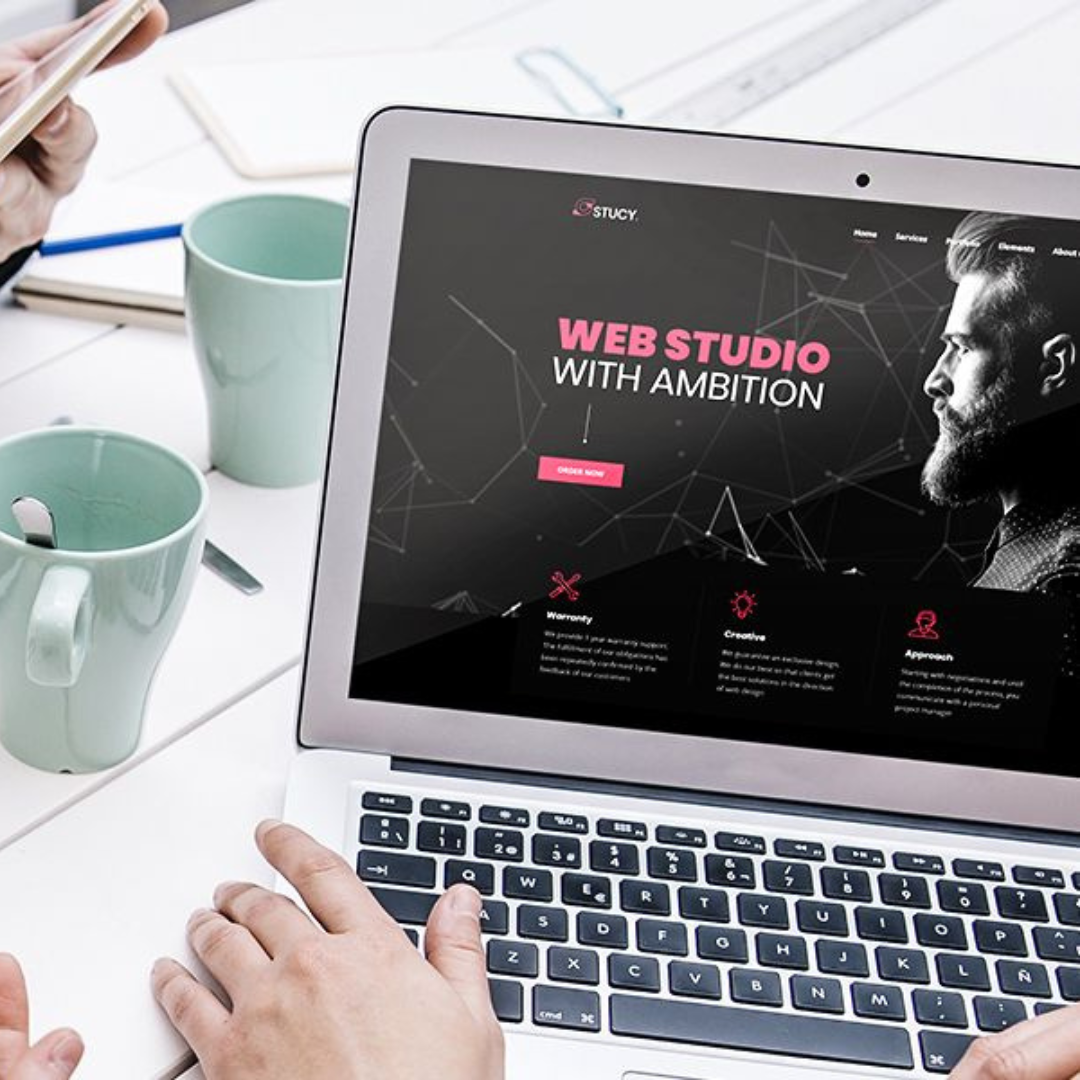 STUCY.
Home Services Portfolio Elements About
WEB STUDIO
WITH AMBITION
ORDER NOW
Warranty
We provide 1 year warranty support.
The fulfillment of our obligations has
been repeatedly confirmed by the
feedback of our customers
Creative
We guarantee an exclusive design.
We do our best so that clients get
the best solutions in the direction
of web design
Approach
Starting with negotiations and until
the completion of the process, you
communicate with a personal
project manager
1 2 3 # $ 4 % 5 & 6 / 7 8 ) 9 = 0 ?
Q W E € R T Y U I O P
A S D F G H J K L Ñ
Z X C V B N M ; , : .
cmd ⌘ ⌘